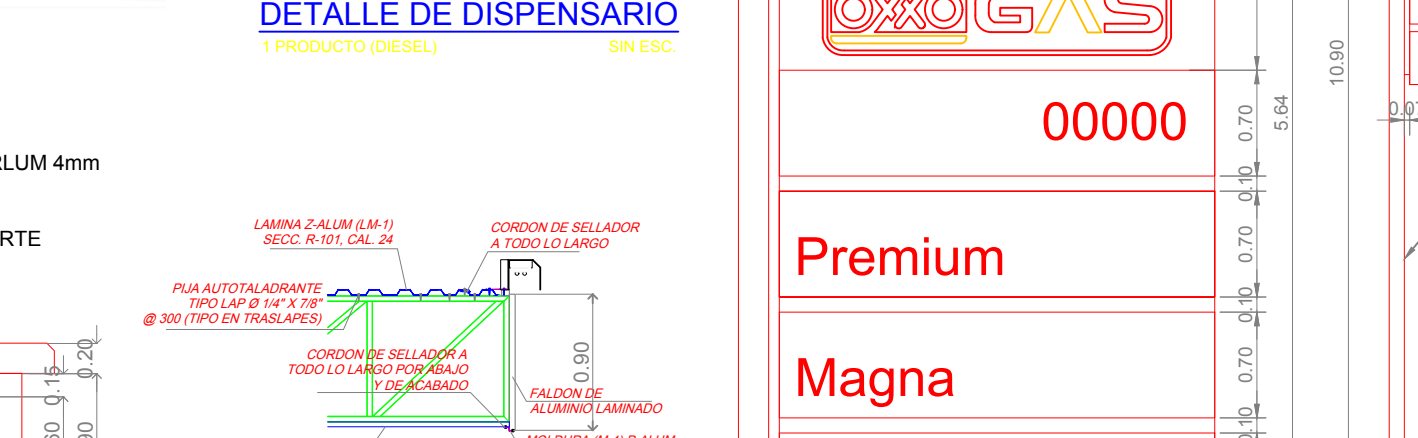 DETALLE DE DISPENSARIO
1 PRODUCTO (DIESEL) SIN ESC.
RLUM 4mm
RTE
LAMINA Z-ALUM (LM-1)
SECC. R-101, CAL. 24
CORDON DE SELLADOR
A TODO LO LARGO
PIJA AUTOTALADRANTE
TIPO LAP Ø 1/4" X 7/8"
@ 300 (TIPO EN TRASLAPES)
CORDON DE SELLADOR A
TODO LO LARGO POR ABAJO
Y DE ACABADO
0.90
FALDON DE
ALUMINIO LAMINADO
0.20
0.15
90
OXXO GAS
00000
Premium
Magna
0.70
0.10
0.70
0.10
0.70
0.10
5.64
10.90